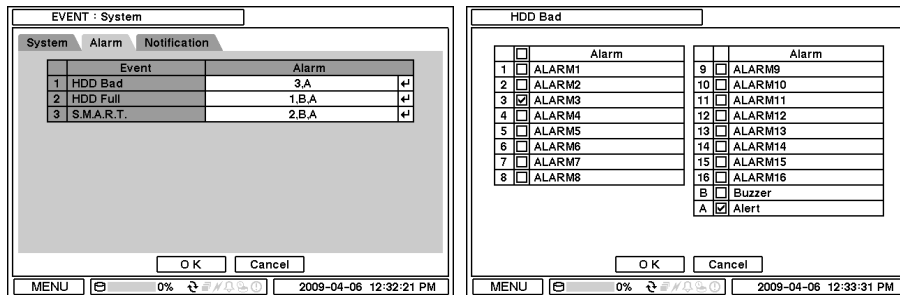 EVENT : System
System Alarm Notification
Event Alarm
1 HDD Bad 3,A
2 HDD Full 1,B,A
3 S.M.A.R.T. 2,B,A
OK Cancel
MENU 0% 2009-04-06 12:32:21 PM
HDD Bad
Alarm
1 ALARM1
2 ALARM2
3 ALARM3
4 ALARM4
5 ALARM5
6 ALARM6
7 ALARM7
8 ALARM8
Alarm
9 ALARM9
10 ALARM10
11 ALARM11
12 ALARM12
13 ALARM13
14 ALARM14
15 ALARM15
16 ALARM16
B Buzzer
A Alert
OK Cancel
MENU 0% 2009-04-06 12:33:31 PM